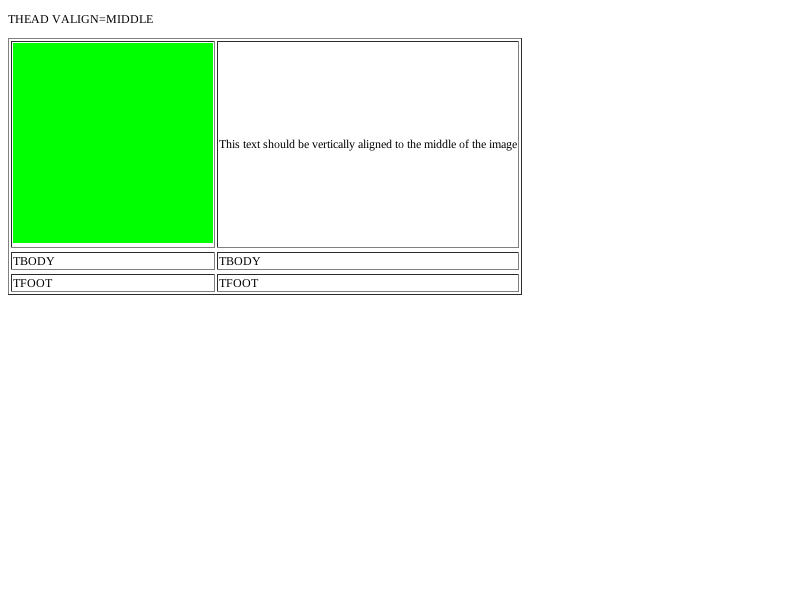 THEAD VALIGN=MIDDLE
This text should be vertically aligned to the middle of the image
TBODY TBODY
TFOOT TFOOT